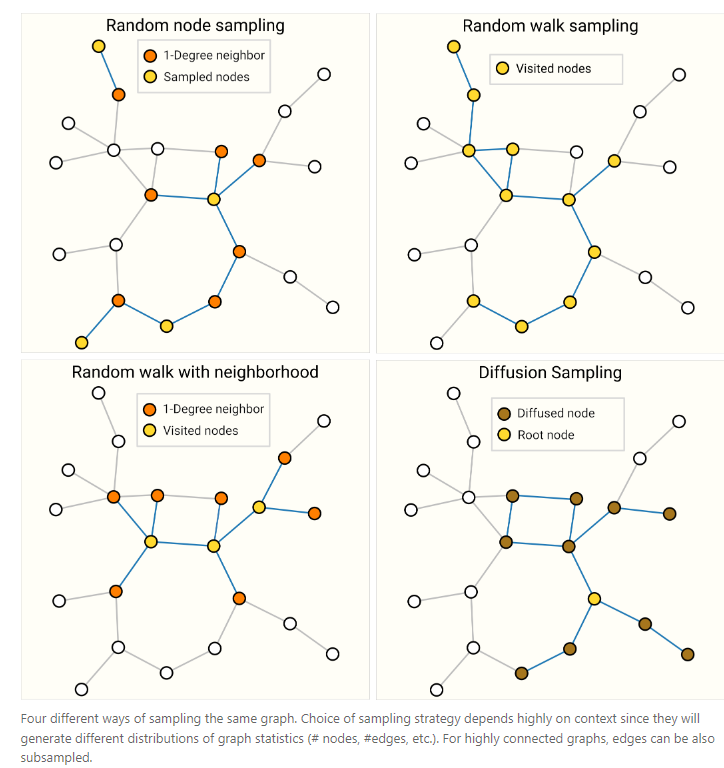 Random node sampling
1-Degree neighbor
Sampled nodes
Random walk sampling
Visited nodes
Random walk with neighborhood
1-Degree neighbor
Visited nodes
Diffusion Sampling
Diffused node
Root node
Four different ways of sampling the same graph. Choice of sampling strategy depends highly on context since they will
generate different distributions of graph statistics (# nodes, #edges, etc.). For highly connected graphs, edges can be also
subsampled.